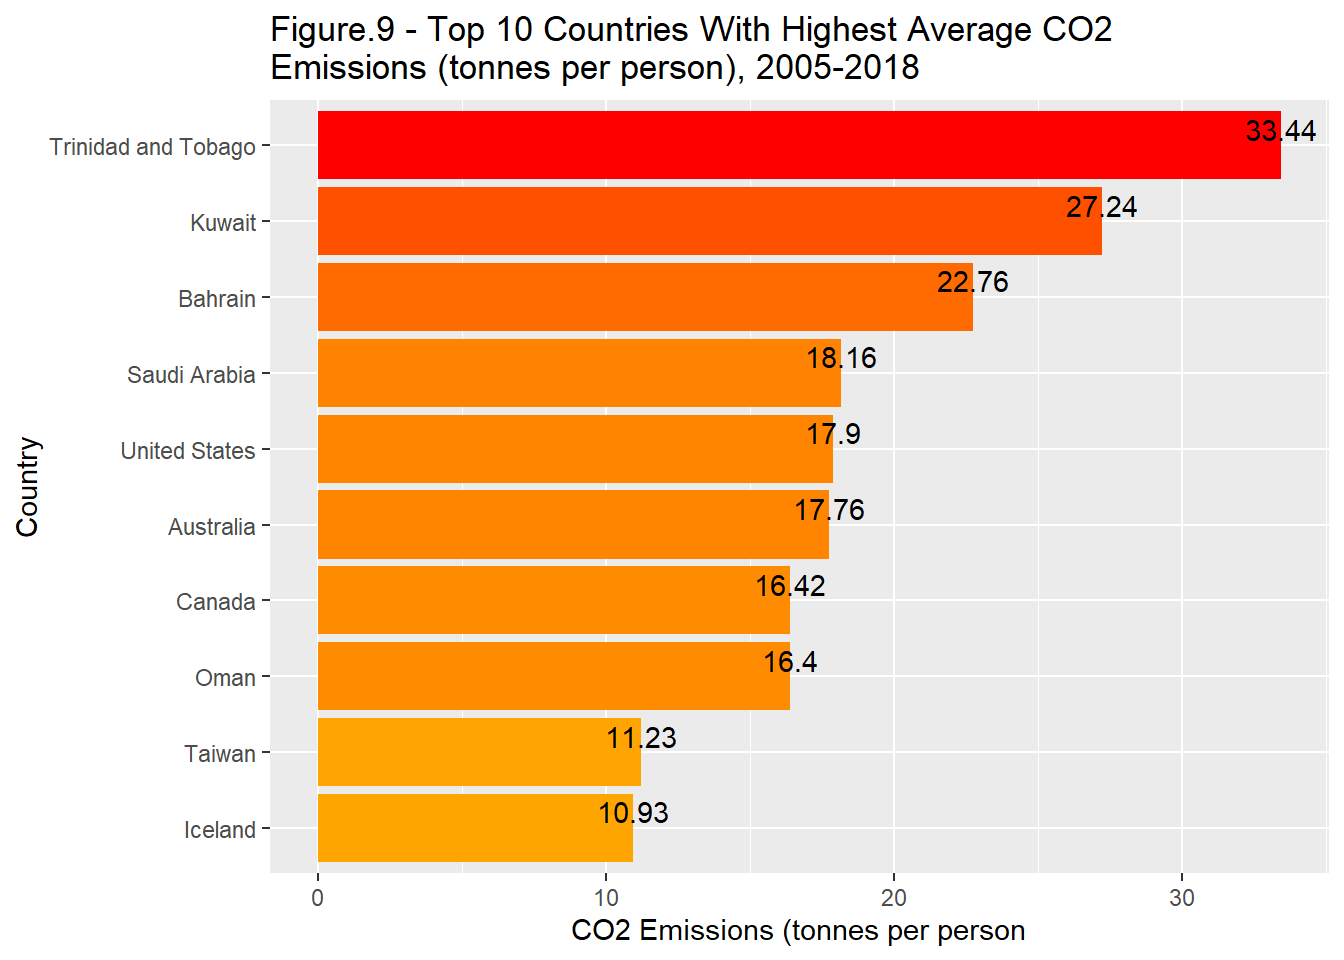 Figure.9 - Top 10 Countries With Highest Average CO2
Emissions (tonnes per person), 2005-2018
Trinidad and Tobago
33.44
Kuwait
27.24
Bahrain
22.76
Saudi Arabia
18.16
United States
17.9
Australia
17.76
Canada
16.42
Oman
16.4
Taiwan
11.23
Iceland
10.93
Country
0 10 20 30
CO2 Emissions (tonnes per person